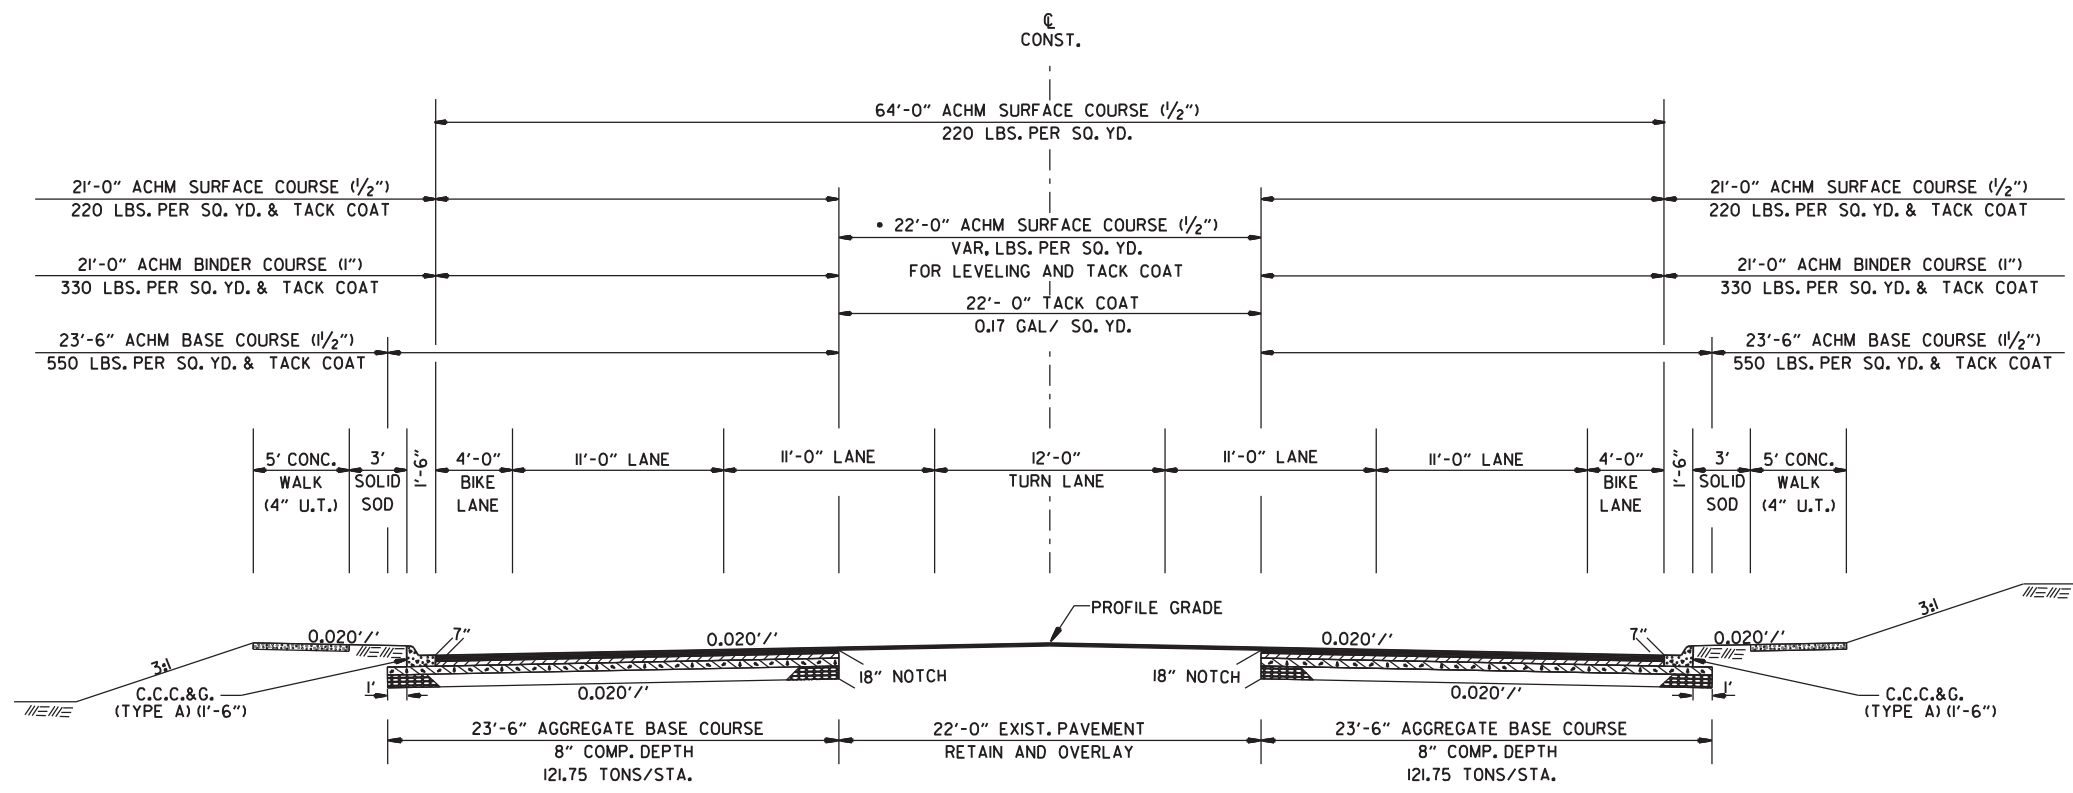 ℄
CONST.
64'-0" ACHM SURFACE COURSE (1/2")
220 LBS. PER SQ. YD.
21'-0" ACHM SURFACE COURSE (1/2")
220 LBS. PER SQ. YD. & TACK COAT
21'-0" ACHM SURFACE COURSE (1/2")
220 LBS. PER SQ. YD. & TACK COAT
• 22'-0" ACHM SURFACE COURSE (1/2")
VAR. LBS. PER SQ. YD.
FOR LEVELING AND TACK COAT
21'-0" ACHM BINDER COURSE (1")
330 LBS. PER SQ. YD. & TACK COAT
21'-0" ACHM BINDER COURSE (1")
330 LBS. PER SQ. YD. & TACK COAT
22'- 0" TACK COAT
0.17 GAL/ SQ. YD.
23'-6" ACHM BASE COURSE (1 1/2")
550 LBS. PER SQ. YD. & TACK COAT
23'-6" ACHM BASE COURSE (1 1/2")
550 LBS. PER SQ. YD. & TACK COAT
5' CONC.
WALK
(4" U.T.)
3'
SOLID
SOD
1'-6"
4'-0"
BIKE
LANE
11'-0" LANE
11'-0" LANE
12'-0"
TURN LANE
11'-0" LANE
11'-0" LANE
4'-0"
BIKE
LANE
1'-6"
3'
SOLID
SOD
5' CONC.
WALK
(4" U.T.)
PROFILE GRADE
3:1
0.020'/'
7"
0.020'/'
0.020'/'
7"
0.020'/'
3:1
18" NOTCH
18" NOTCH
C.C.C.&G.
(TYPE A) (1'-6")
1'
0.020'/'
0.020'/'
1'
C.C.C.&G.
(TYPE A) (1'-6")
23'-6" AGGREGATE BASE COURSE
8" COMP. DEPTH
121.75 TONS/STA.
22'-0" EXIST. PAVEMENT
RETAIN AND OVERLAY
23'-6" AGGREGATE BASE COURSE
8" COMP. DEPTH
121.75 TONS/STA.